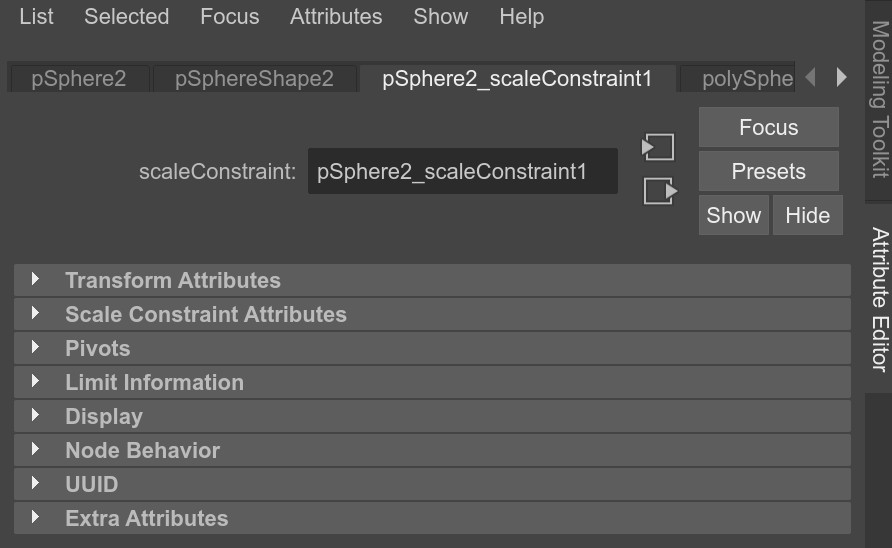 List Selected Focus Attributes Show Help
pSphere2 pSphereShape2 pSphere2_scaleConstraint1 polySphe
scaleConstraint: pSphere2_scaleConstraint1
Focus
Presets
Show Hide
Transform Attributes
Scale Constraint Attributes
Pivots
Limit Information
Display
Node Behavior
UUID
Extra Attributes
Modeling Toolkit
Attribute Editor